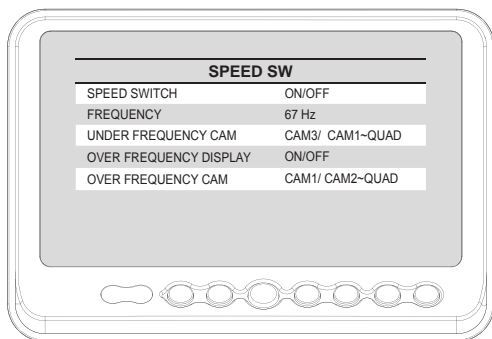 SPEED SW
SPEED SWITCH ON/OFF
FREQUENCY 67 Hz
UNDER FREQUENCY CAM CAM3/ CAM1~QUAD
OVER FREQUENCY DISPLAY ON/OFF
OVER FREQUENCY CAM CAM1/ CAM2~QUAD